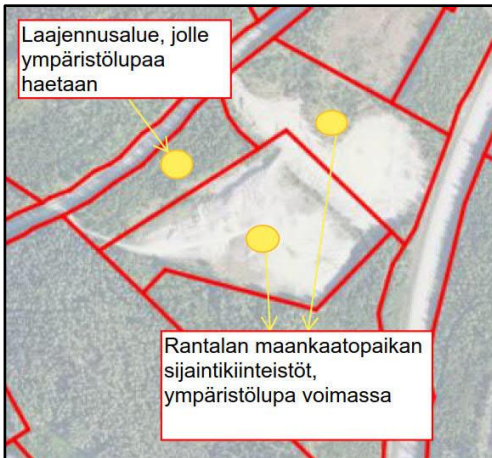 Laajennusalue, jolle
ympäristölupaa
haetaan
Rantalan maankaatopaikan
sijaintikiinteistöt,
ympäristölupa voimassa